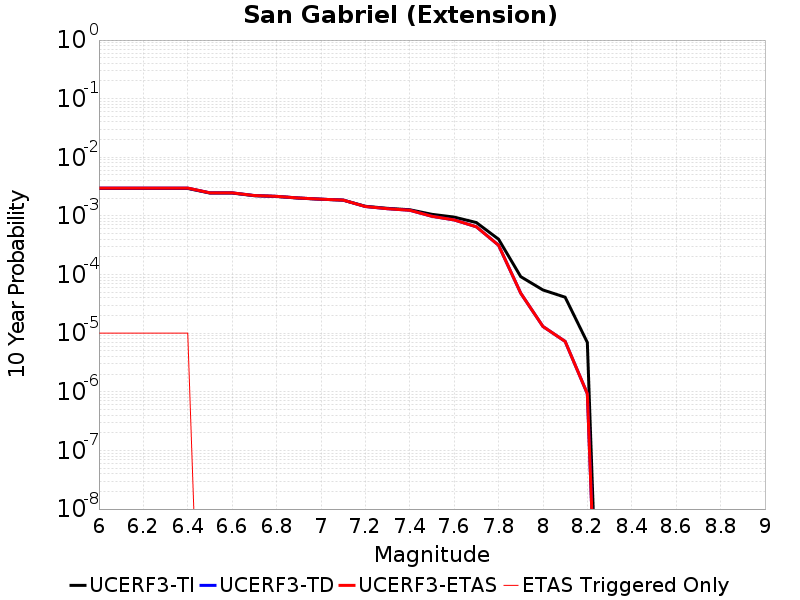 San Gabriel (Extension)
10 Year Probability
10^0
10^-1
10^-2
10^-3
10^-4
10^-5
10^-6
10^-7
10^-8
6 6.2 6.4 6.6 6.8 7 7.2 7.4 7.6 7.8 8 8.2 8.4 8.6 8.8 9
Magnitude
UCERF3-TI UCERF3-TD UCERF3-ETAS ETAS Triggered Only